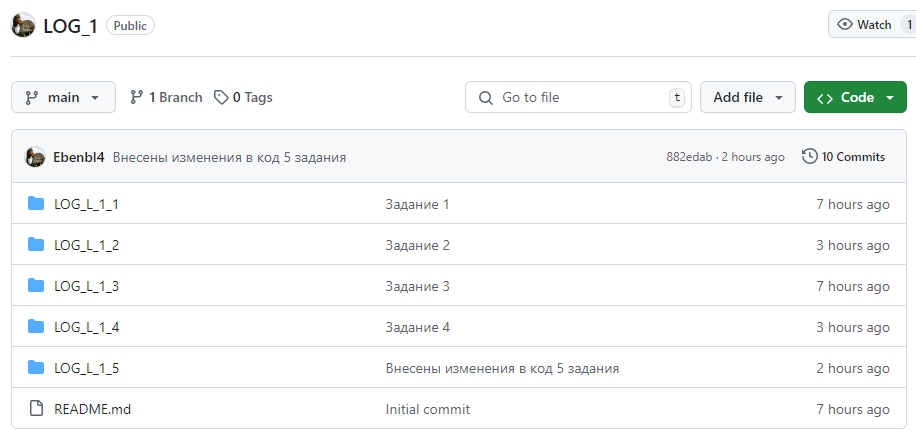 LOG_1 Public Watch 1
main 1 Branch 0 Tags Go to file t Add file Code
Ebenbl4 Внесены изменения в код 5 задания 882edab · 2 hours ago 10 Commits
LOG_L_1_1 Задание 1 7 hours ago
LOG_L_1_2 Задание 2 3 hours ago
LOG_L_1_3 Задание 3 7 hours ago
LOG_L_1_4 Задание 4 3 hours ago
LOG_L_1_5 Внесены изменения в код 5 задания 2 hours ago
README.md Initial commit 7 hours ago